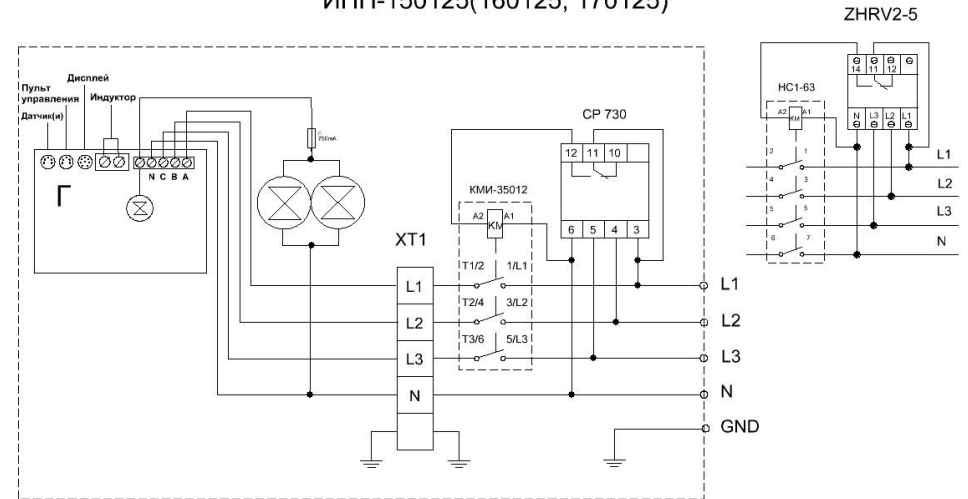 ИПП-150125(160125, 170125)
ZHRV2-5
Дисплей
Пульт
управления
Индуктор
Датчик(и)
N C B A
Г
750mA
СР 730
12 11 10
КМИ-35012
A2 A1
KM
6 5 4 3
XT1
T1/2 1/L1
L1
L1
T2/4 3/L2
L2
L2
T3/6 5/L3
L3
L3
N
N
GND
14 11 12
НС1-63
A2 A1
KM
N L3 L2 L1
2 1
L1
4 3
L2
5 5
L3
6 7
N